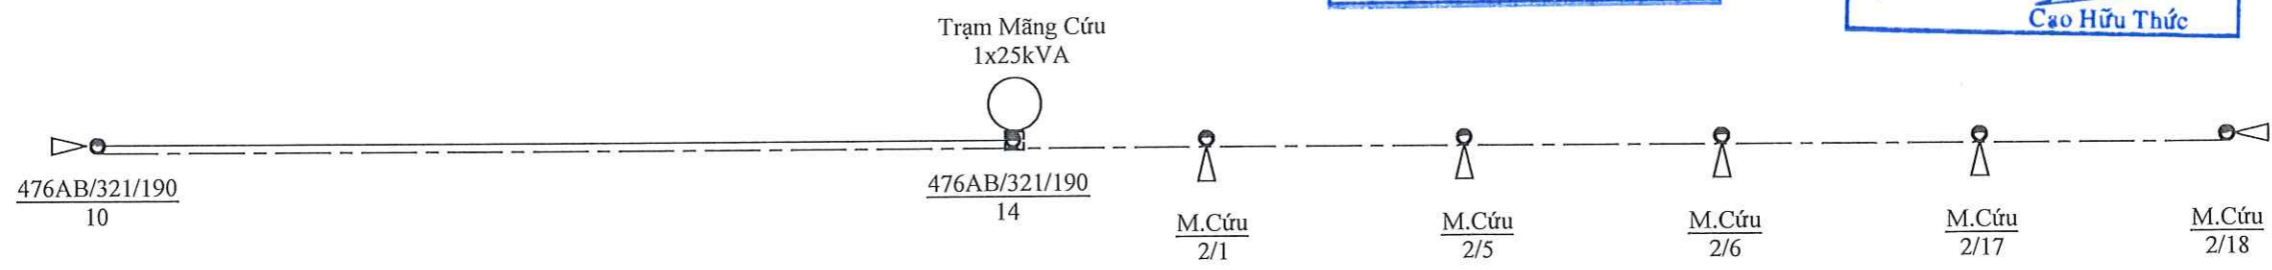 Cao Hữu Thức
Trạm Mãng Cứu
1x25kVA
476AB/321/190
10
476AB/321/190
14
M.Cứu
2/1
M.Cứu
2/5
M.Cứu
2/6
M.Cứu
2/17
M.Cứu
2/18